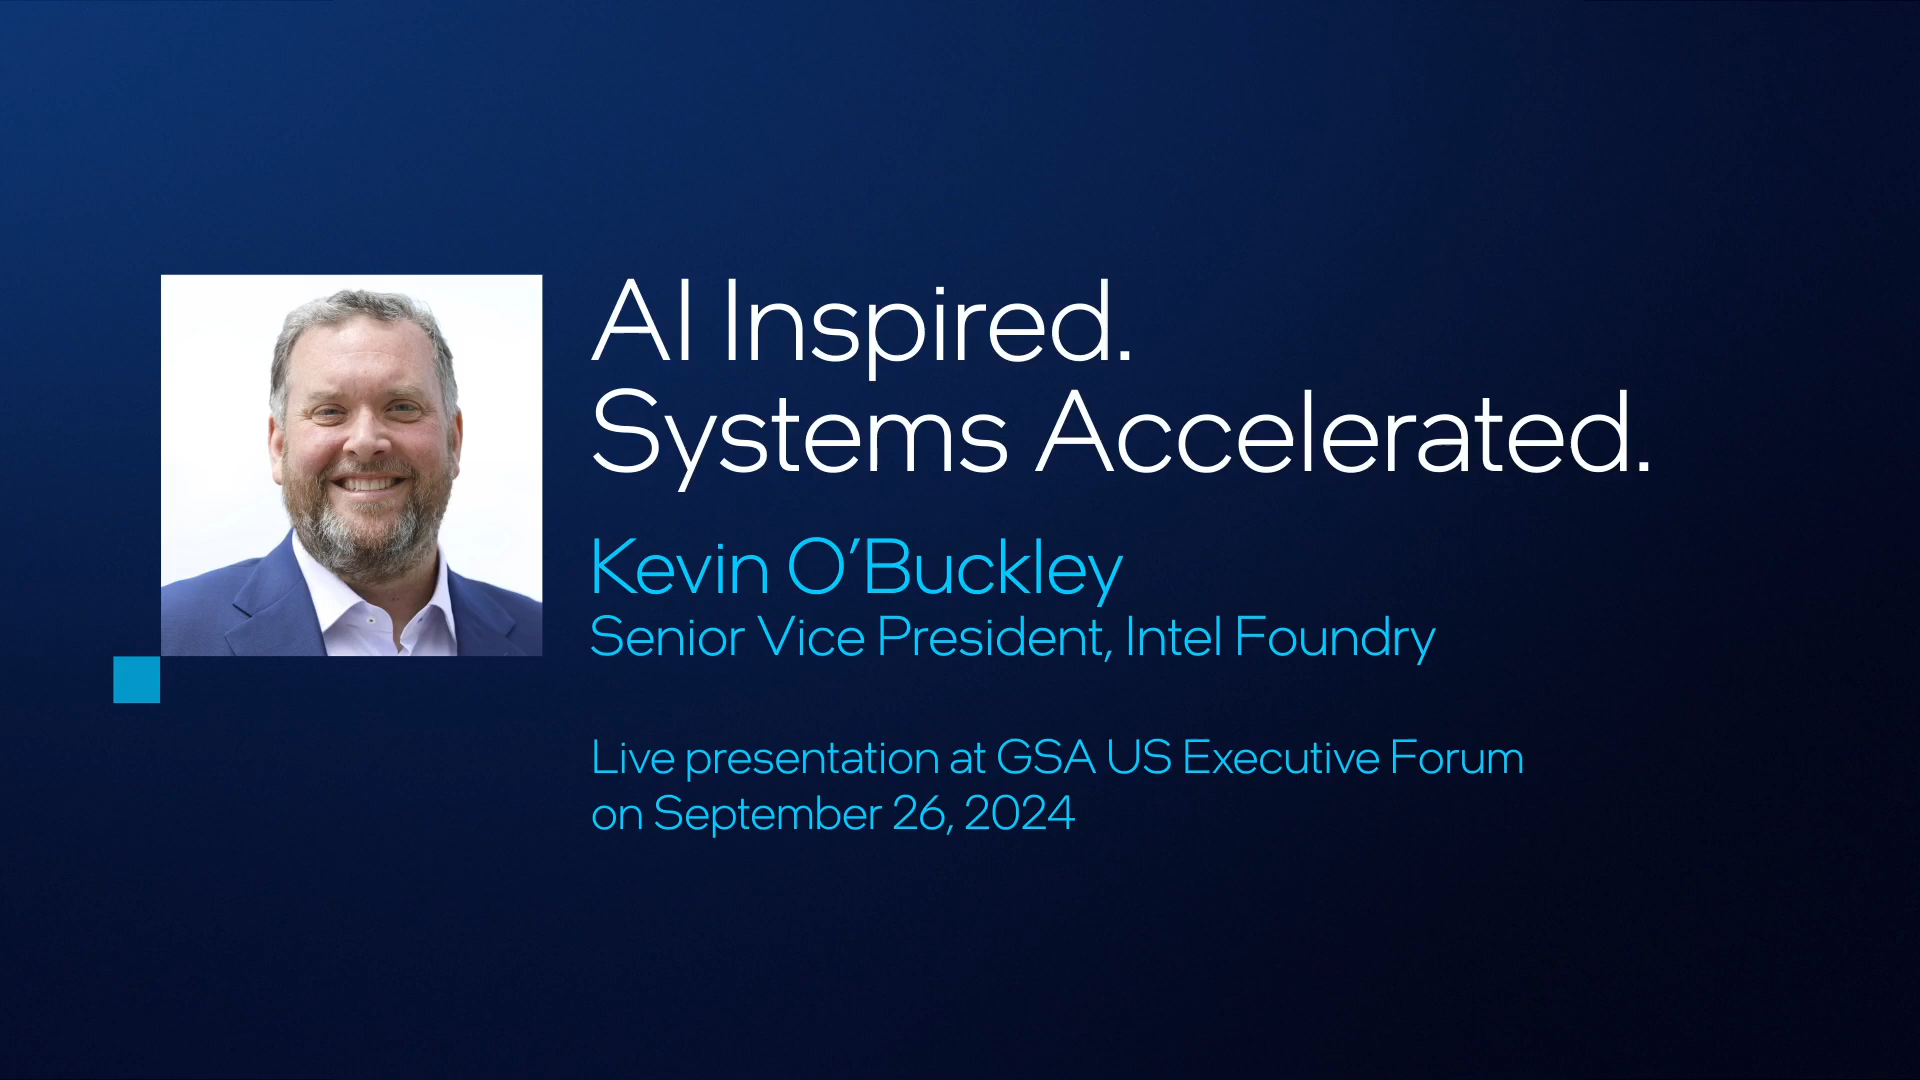 AI Inspired.
Systems Accelerated.
Kevin O’Buckley
Senior Vice President, Intel Foundry
Live presentation at GSA US Executive Forum
on September 26, 2024